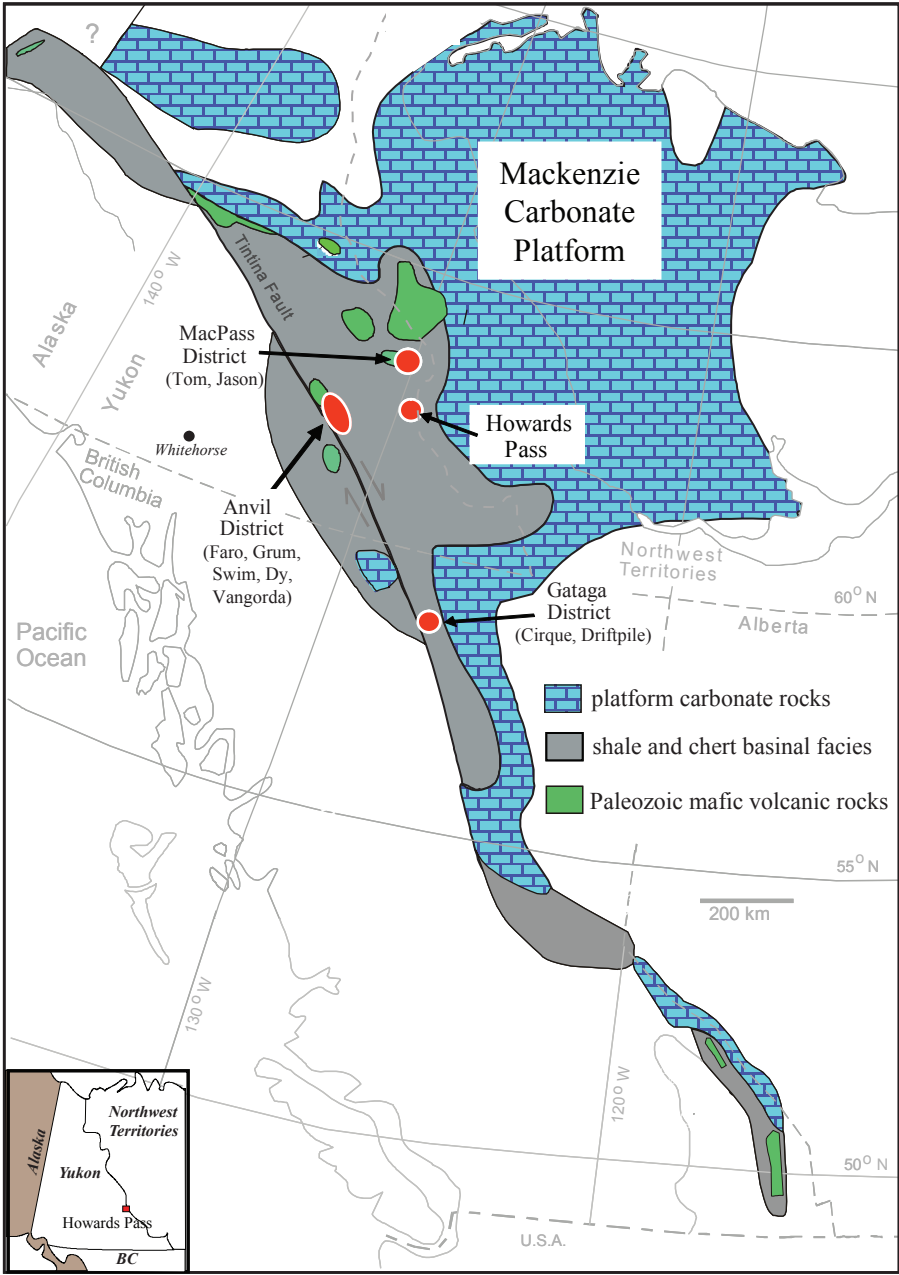 ?
Mackenzie
Carbonate
Platform
Tintina Fault
140° W
Alaska
Yukon
MacPass
District
(Tom, Jason)
Howards
Pass
Whitehorse
British
Columbia
Anvil
District
(Faro, Grum,
Swim, Dy,
Vangorda)
Northwest
Territories
60° N
Alberta
Gataga
District
(Cirque, Driftpile)
Pacific
Ocean
platform carbonate rocks
shale and chert basinal facies
Paleozoic mafic volcanic rocks
55° N
200 km
130° W
120° W
50° N
U.S.A.
Northwest
Territories
Alaska
Yukon
Howards Pass
BC